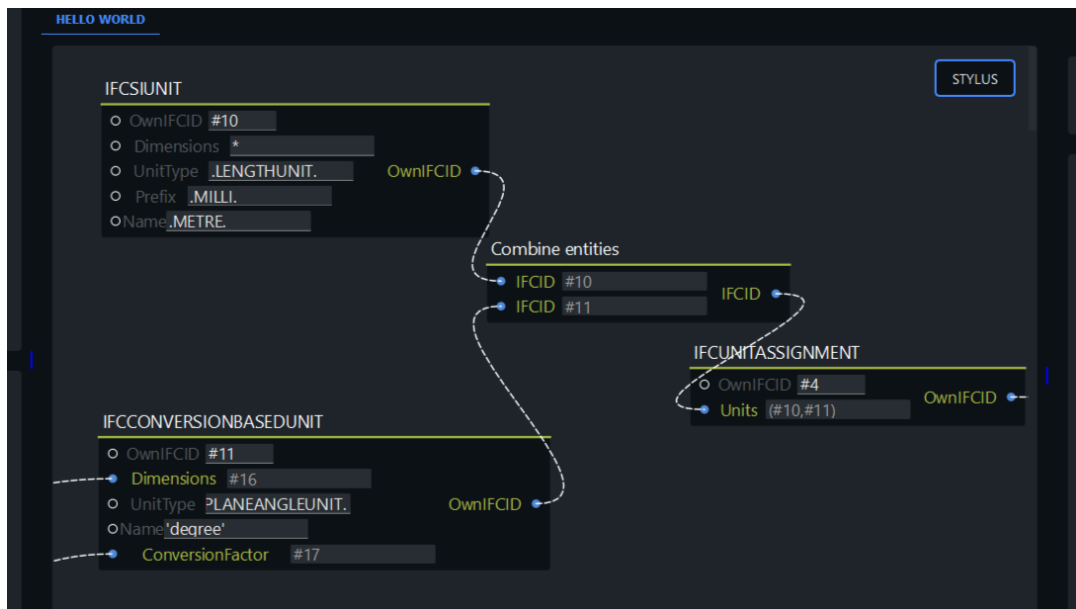 HELLO WORLD
STYLUS
IFCSIUNIT
OwnIFCID #10
Dimensions *
UnitType .LENGTHUNIT. OwnIFCID
Prefix .MILLI.
Name .METRE.
Combine entities
IFCID #10
IFCID #11
IFCID
IFCUNITASSIGNMENT
OwnIFCID #4
Units (#10,#11)
OwnIFCID
IFCCONVERSIONBASEDUNIT
OwnIFCID #11
Dimensions #16
UnitType PLANEANGLEUNIT. OwnIFCID
Name 'degree'
ConversionFactor #17